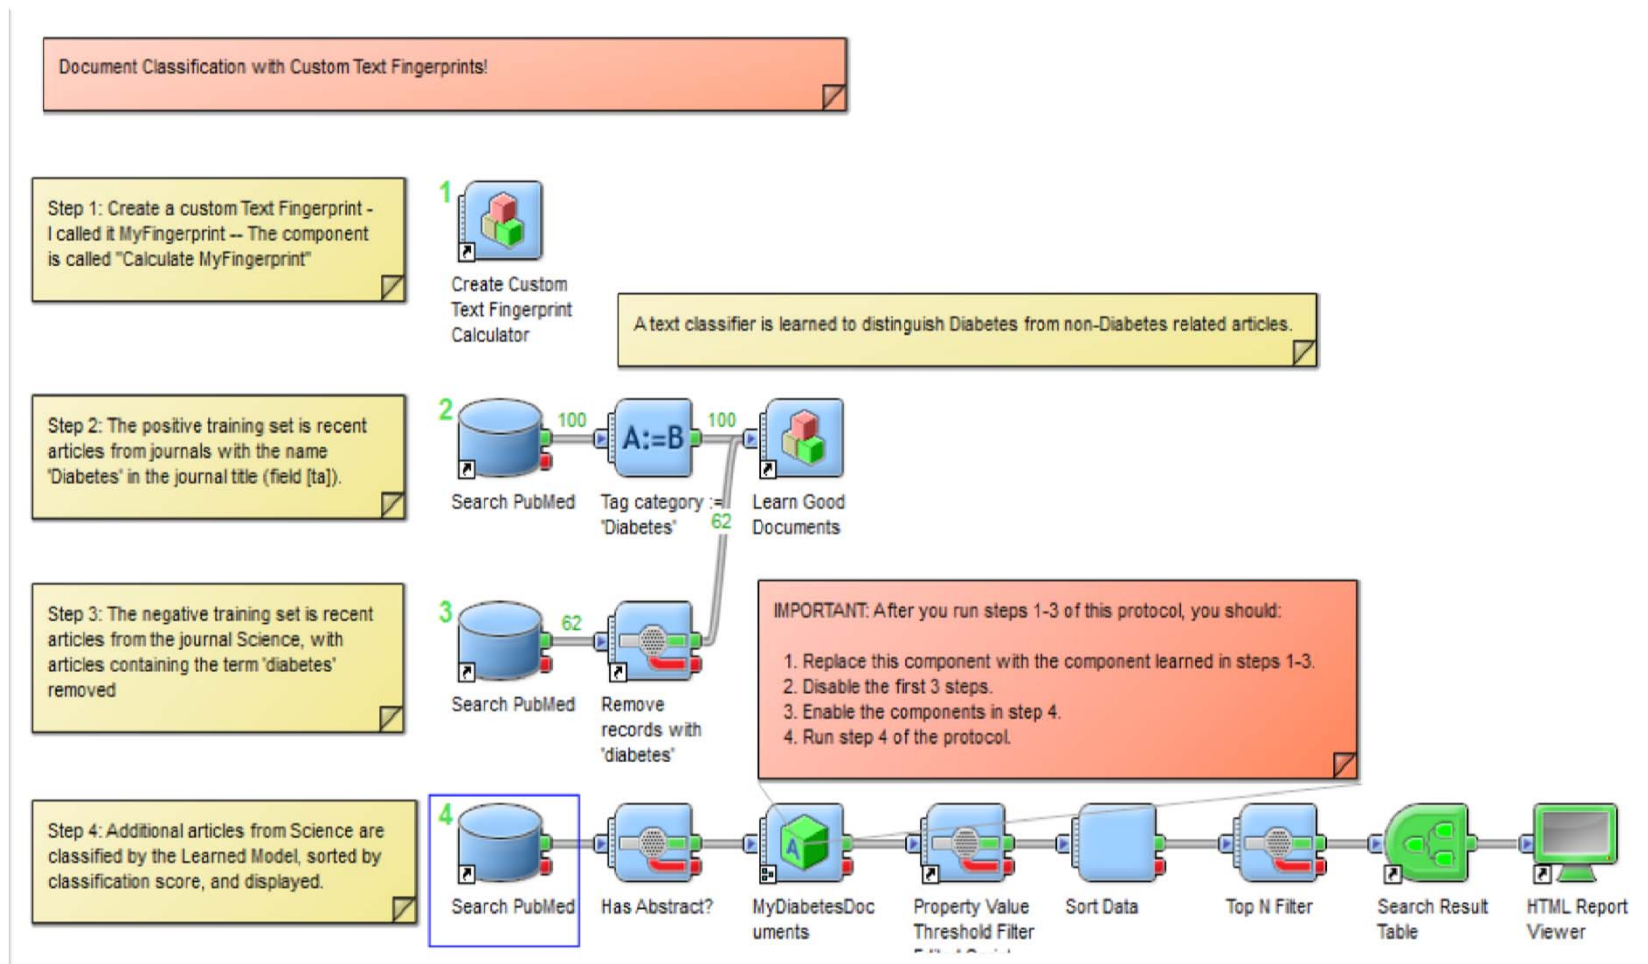 Document Classification with Custom Text Fingerprints!
Step 1: Create a custom Text Fingerprint -
I called it MyFingerprint -- The component
is called "Calculate MyFingerprint"
1
Create Custom
Text Fingerprint
Calculator
A text classifier is learned to distinguish Diabetes from non-Diabetes related articles.
Step 2: The positive training set is recent
articles from journals with the name
'Diabetes' in the journal title (field [ta]).
2
100
A:=B
100
Search PubMed
Tag category :=
'Diabetes'
Learn Good
Documents
62
Step 3: The negative training set is recent
articles from the journal Science, with
articles containing the term 'diabetes'
removed
3
62
Search PubMed
Remove
records with
'diabetes'
IMPORTANT: After you run steps 1-3 of this protocol, you should:
1. Replace this component with the component learned in steps 1-3.
2. Disable the first 3 steps.
3. Enable the components in step 4.
4. Run step 4 of the protocol.
Step 4: Additional articles from Science are
classified by the Learned Model, sorted by
classification score, and displayed.
4
A
Search PubMed
Has Abstract?
MyDiabetesDoc
uments
Property Value
Threshold Filter
Sort Data
Top N Filter
Search Result
Table
HTML Report
Viewer